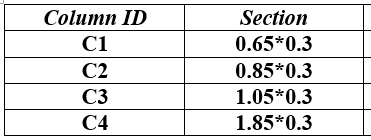 Column ID Section
C1 0.65*0.3
C2 0.85*0.3
C3 1.05*0.3
C4 1.85*0.3